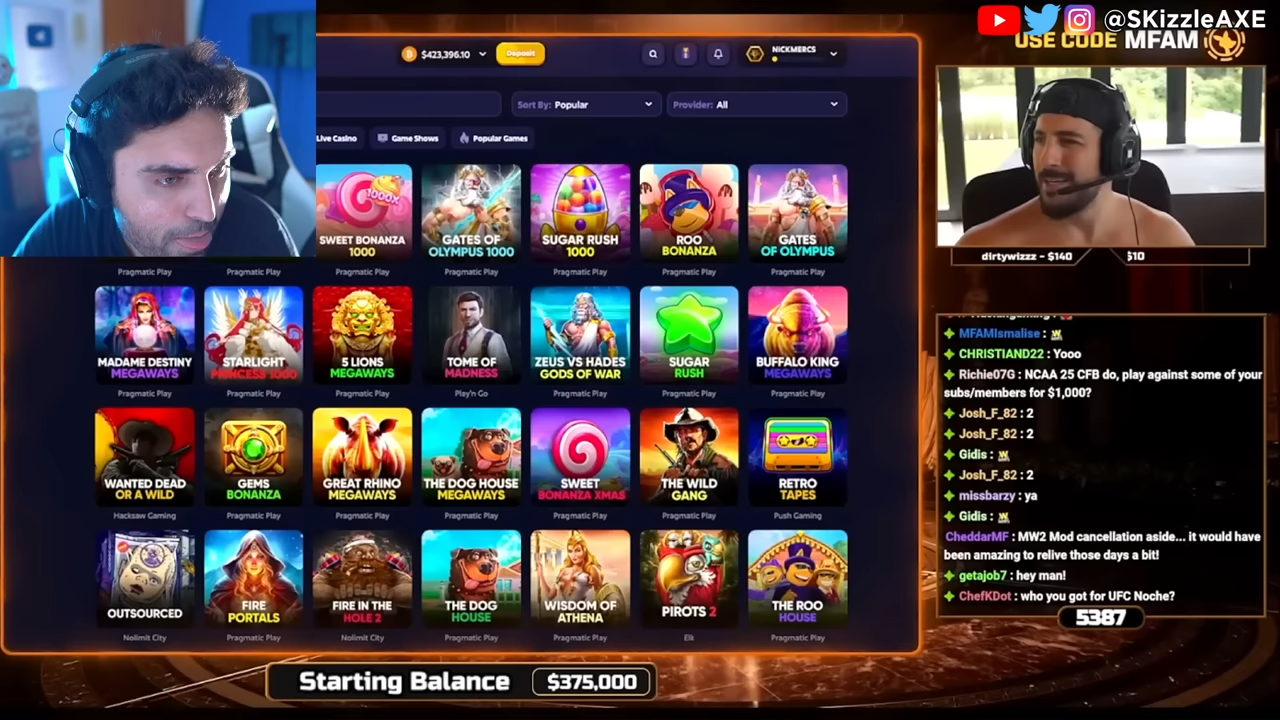 @SKizzleAXE
USE CODE MFAM
$423,396.10
Deposit
NICKMERCS
Sort By: Popular
Provider: All
Live Casino
Game Shows
Popular Games
1000X
SWEET BONANZA
1000
GATES OF
OLYMPUS 1000
SUGAR RUSH
1000
ROO
BONANZA
GATES
OF OLYMPUS
Pragmatic Play
Pragmatic Play
Pragmatic Play
Pragmatic Play
Pragmatic Play
Pragmatic Play
Pragmatic Play
MADAME DESTINY
MEGAWAYS
STARLIGHT
PRINCESS 1000
5 LIONS
MEGAWAYS
TOME OF
MADNESS
ZEUS VS HADES
GODS OF WAR
SUGAR
RUSH
BUFFALO KING
MEGAWAYS
Pragmatic Play
Pragmatic Play
Pragmatic Play
Play'n Go
Pragmatic Play
Pragmatic Play
Pragmatic Play
WANTED DEAD
OR A WILD
GEMS
BONANZA
GREAT RHINO
MEGAWAYS
THE DOG HOUSE
MEGAWAYS
SWEET
BONANZA XMAS
THE WILD
GANG
RETRO
TAPES
Hacksaw Gaming
Pragmatic Play
Pragmatic Play
Pragmatic Play
Pragmatic Play
Pragmatic Play
Push Gaming
OUTSOURCED
FIRE
PORTALS
FIRE IN THE
HOLE 2
THE DOG
HOUSE
WISDOM OF
ATHENA
PIROTS 2
THE ROO
HOUSE
Nolimit City
Pragmatic Play
Nolimit City
Pragmatic Play
Pragmatic Play
Elk
Pragmatic Play
Starting Balance $375,000
dirtywizzz - $140
$10
MFAMIsmalise :
CHRISTIAND22 : Yooo
Richie07G : NCAA 25 CFB do, play against some of your
subs/members for $1,000?
Josh_F_82 : 2
Josh_F_82 : 2
Gidis :
Josh_F_82 : 2
missbarzy : ya
Gidis :
CheddarMF : MW2 Mod cancellation aside... it would have
been amazing to relive those days a bit!
getajob7 : hey man!
ChefKDot : who you got for UFC Noche?
5387